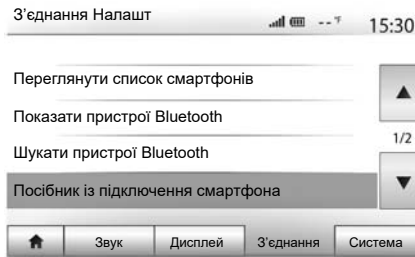 З’єднання Налашт
-- °F 15:30
Переглянути список смартфонів
Показати пристрої Bluetooth
1/2
Шукати пристрої Bluetooth
Посібник із підключення смартфона
Звук Дисплей З’єднання Система